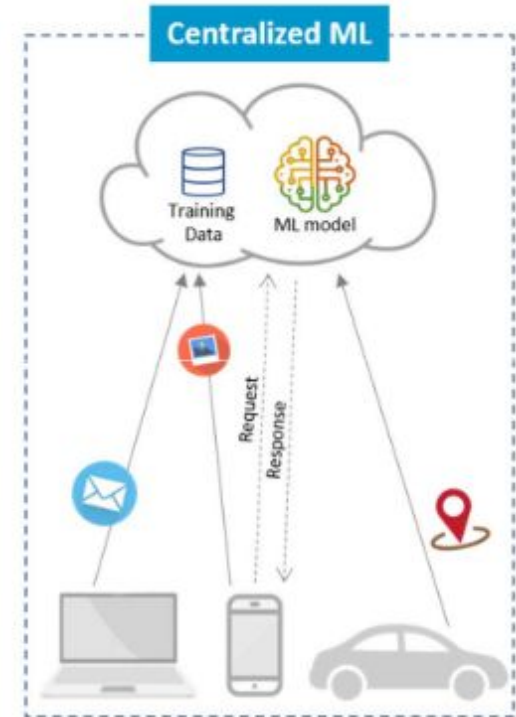 Centralized ML
Training
Data
ML model
Request
Response